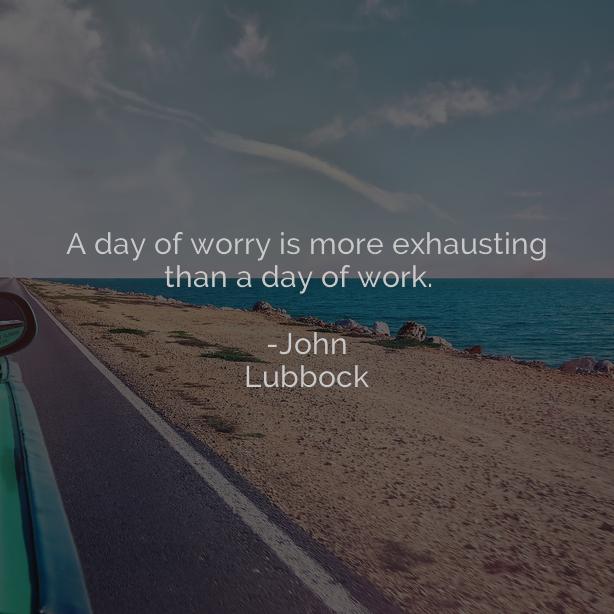 A day of worry is more exhausting
than a day of work.
-John
Lubbock